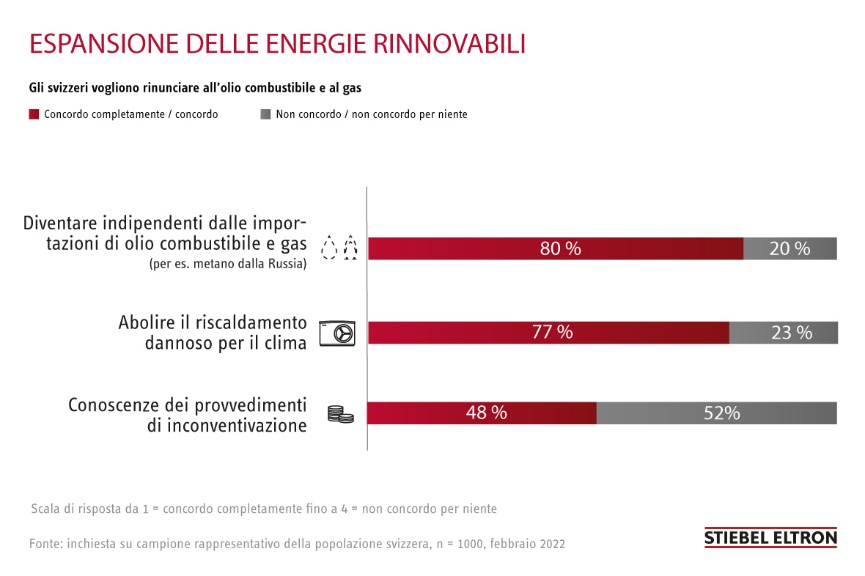 ESPANSIONE DELLE ENERGIE RINNOVABILI
Gli svizzeri vogliono rinunciare all'olio combustibile e al gas
Concordo completamente / concordo
Non concordo / non concordo per niente
Diventare indipendenti dalle impor-
tazioni di olio combustibile e gas
(per es. metano dalla Russia)
80 %
20 %
Abolire il riscaldamento
dannoso per il clima
77 %
23 %
Conoscenze dei provvedimenti
di inconventivazione
48 %
52%
Scala di risposta da 1 = concordo completamente fino a 4 = non concordo per niente
Fonte: inchiesta su campione rappresentativo della popolazione svizzera, n = 1000, febbraio 2022
STIEBEL ELTRON